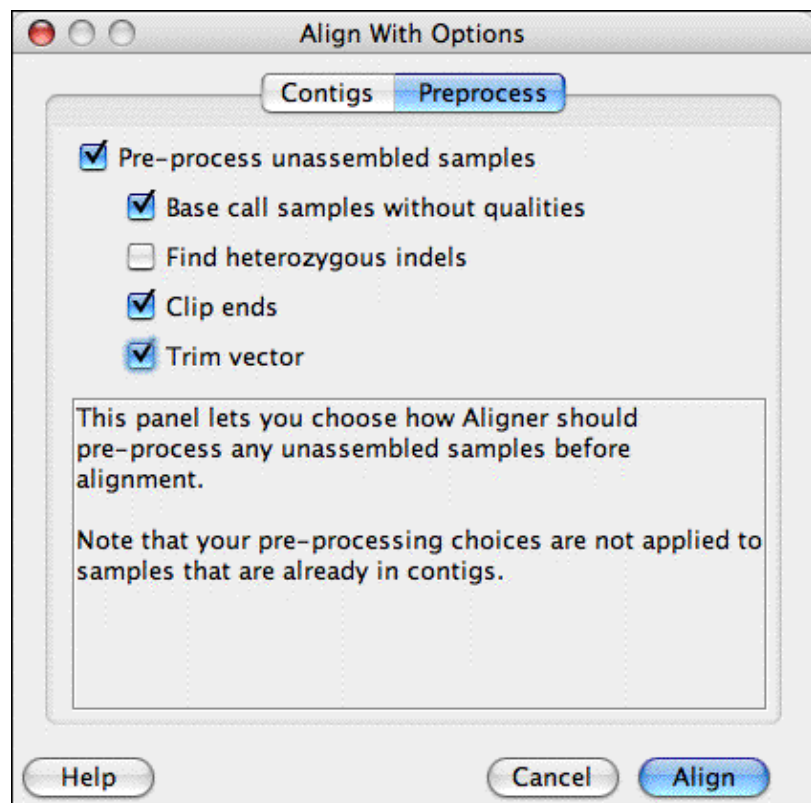 Align With Options
Contigs Preprocess
Pre-process unassembled samples
Base call samples without qualities
Find heterozygous indels
Clip ends
Trim vector
This panel lets you choose how Aligner should
pre-process any unassembled samples before
alignment.
Note that your pre-processing choices are not applied to
samples that are already in contigs.
Help Cancel Align